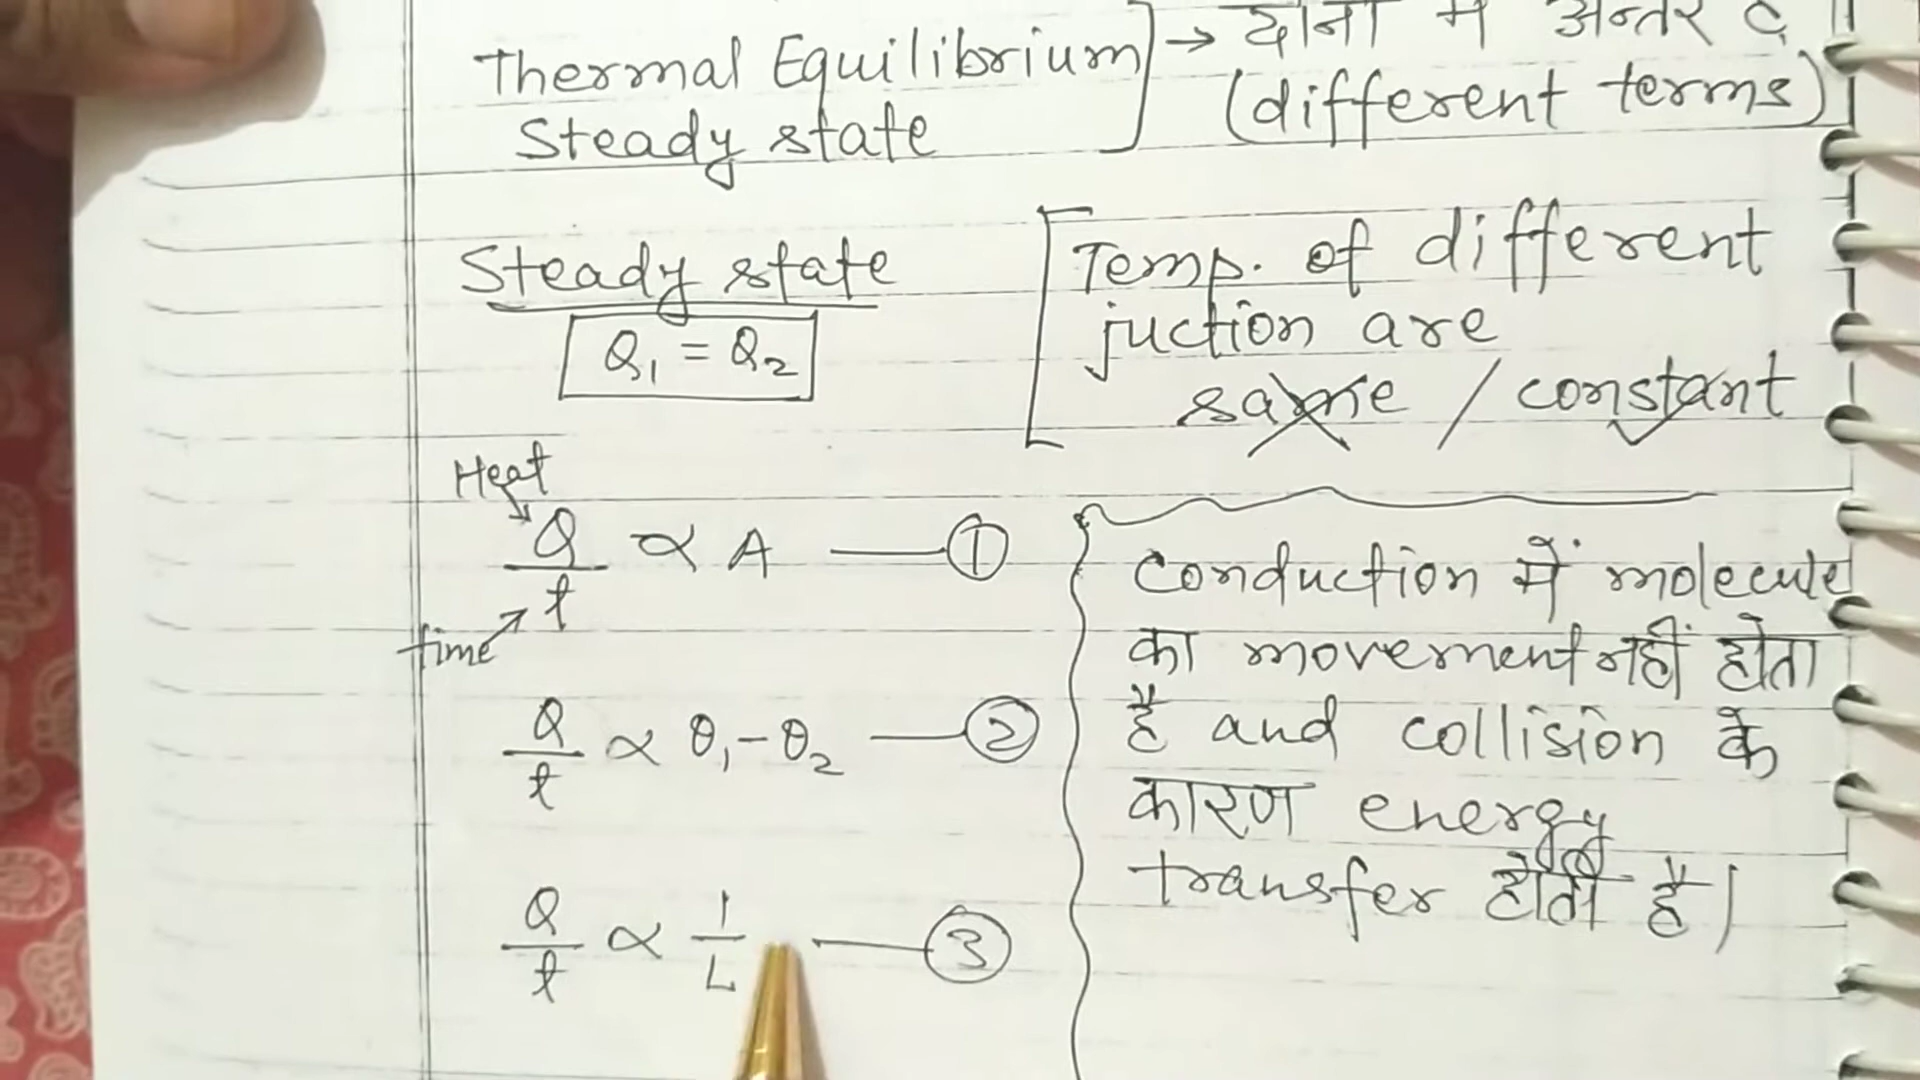 Thermal Equilibrium
Steady state
→ दोनों में अन्तर है
(different terms)
Steady state
Q₁ = Q₂
Temp. of different
juction are
same / constant
Heat
Q/t ∝ A —— ①
time
Q/t ∝ θ₁-θ₂ —— ②
Q/t ∝ 1/L —— ③
Conduction में molecule
का movement नहीं होता
है and collision के
कारण energy
transfer होती है।